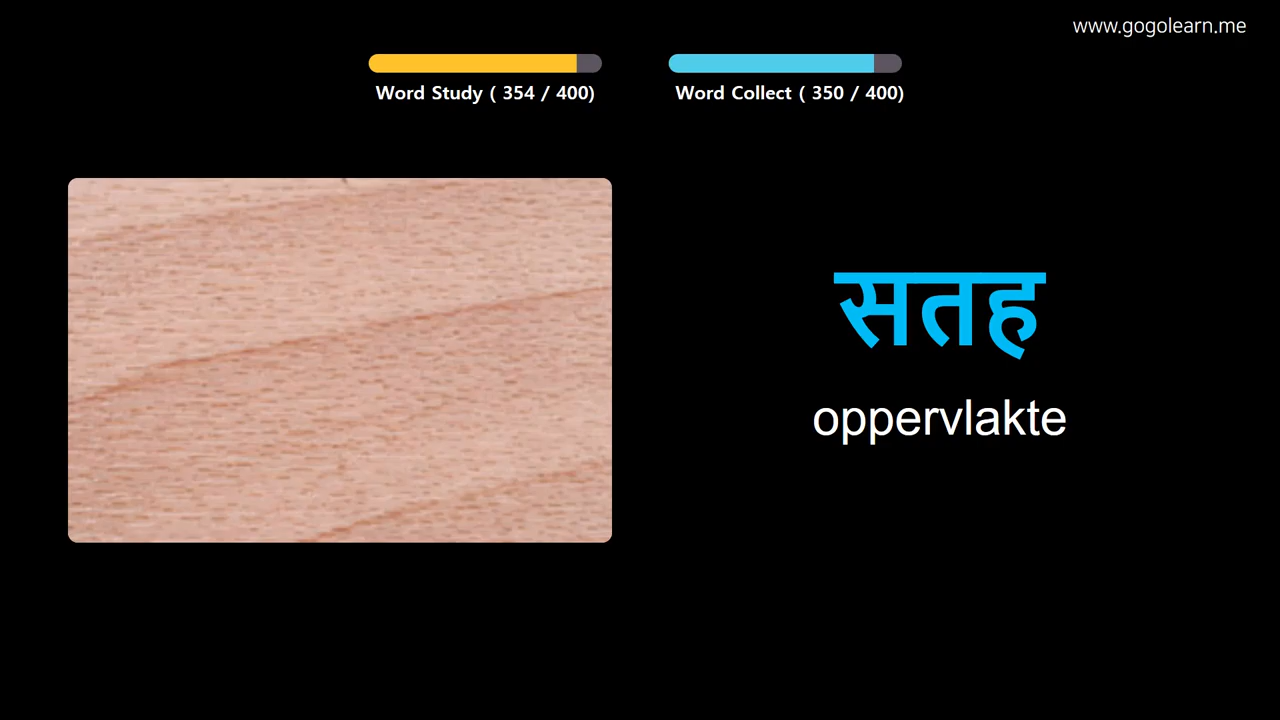 www.gogolearn.me
Word Study ( 354 / 400)
Word Collect ( 350 / 400)
सतह
oppervlakte